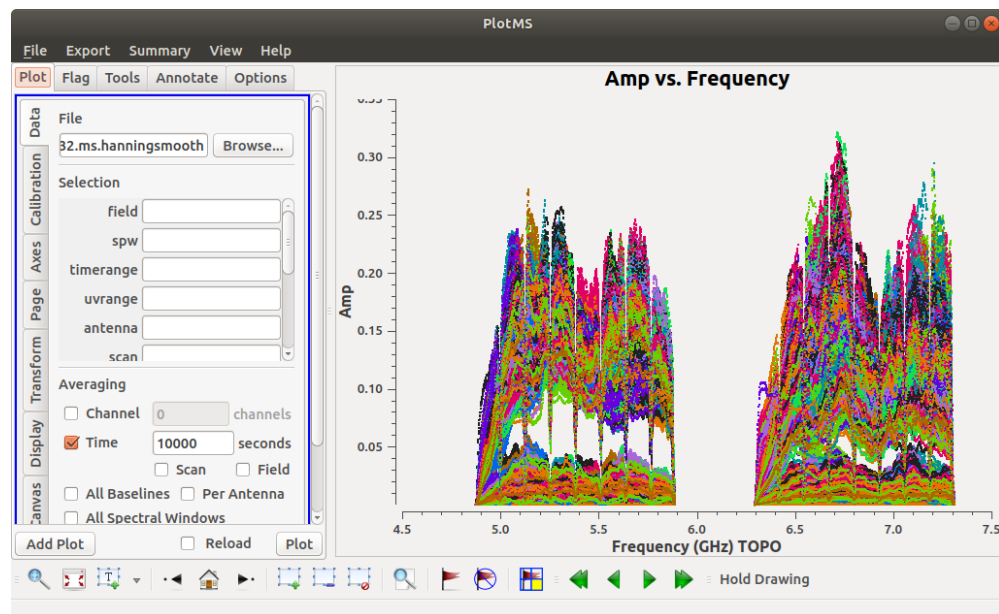 PlotMS
File Export Summary View Help
Plot Flag Tools Annotate Options
Data
Calibration
Axes
Page
Transform
Display
Canvas
File
32.ms.hanningsmooth Browse...
Selection
field
spw
timerange
uvrange
antenna
scan
Averaging
Channel 0 channels
Time 10000 seconds
Scan Field
All Baselines Per Antenna
All Spectral Windows
Add Plot Reload Plot
Amp vs. Frequency
0.35
0.30
0.25
0.20
0.15
0.10
0.05
Amp
4.5 5.0 5.5 6.0 6.5 7.0 7.5
Frequency (GHz) TOPO
T
Hold Drawing